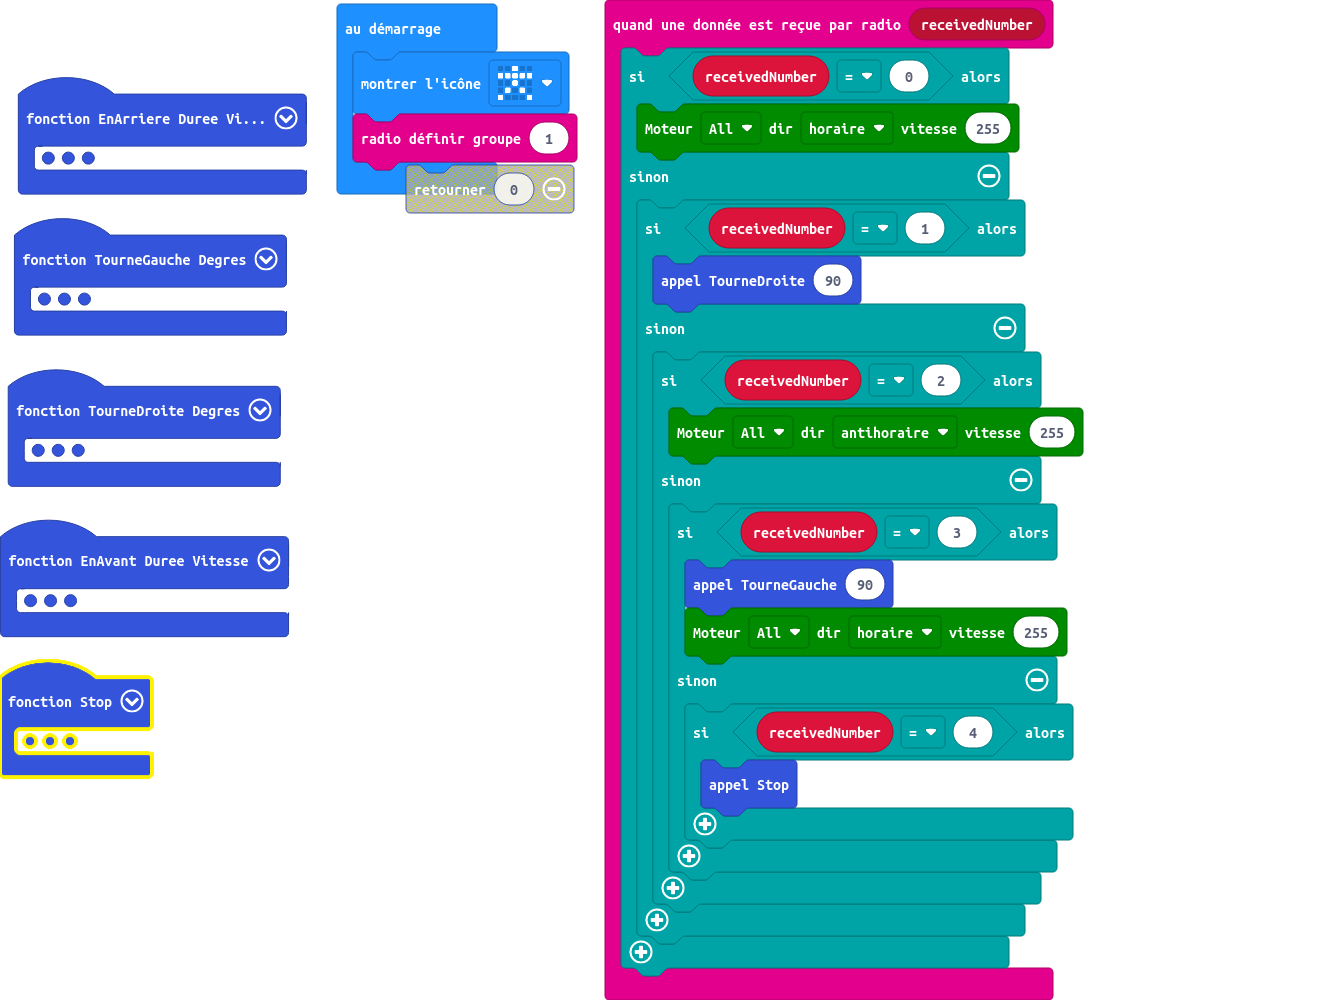 fonction EnArriere Duree Vi...
fonction TourneGauche Degres
fonction TourneDroite Degres
fonction EnAvant Duree Vitesse
fonction Stop
au démarrage
montrer l'icône
radio définir groupe 1
retourner 0
quand une donnée est reçue par radio receivedNumber
si receivedNumber = 0 alors
Moteur All dir horaire vitesse 255
sinon
si receivedNumber = 1 alors
appel TourneDroite 90
sinon
si receivedNumber = 2 alors
Moteur All dir antihoraire vitesse 255
sinon
si receivedNumber = 3 alors
appel TourneGauche 90
Moteur All dir horaire vitesse 255
sinon
si receivedNumber = 4 alors
appel Stop